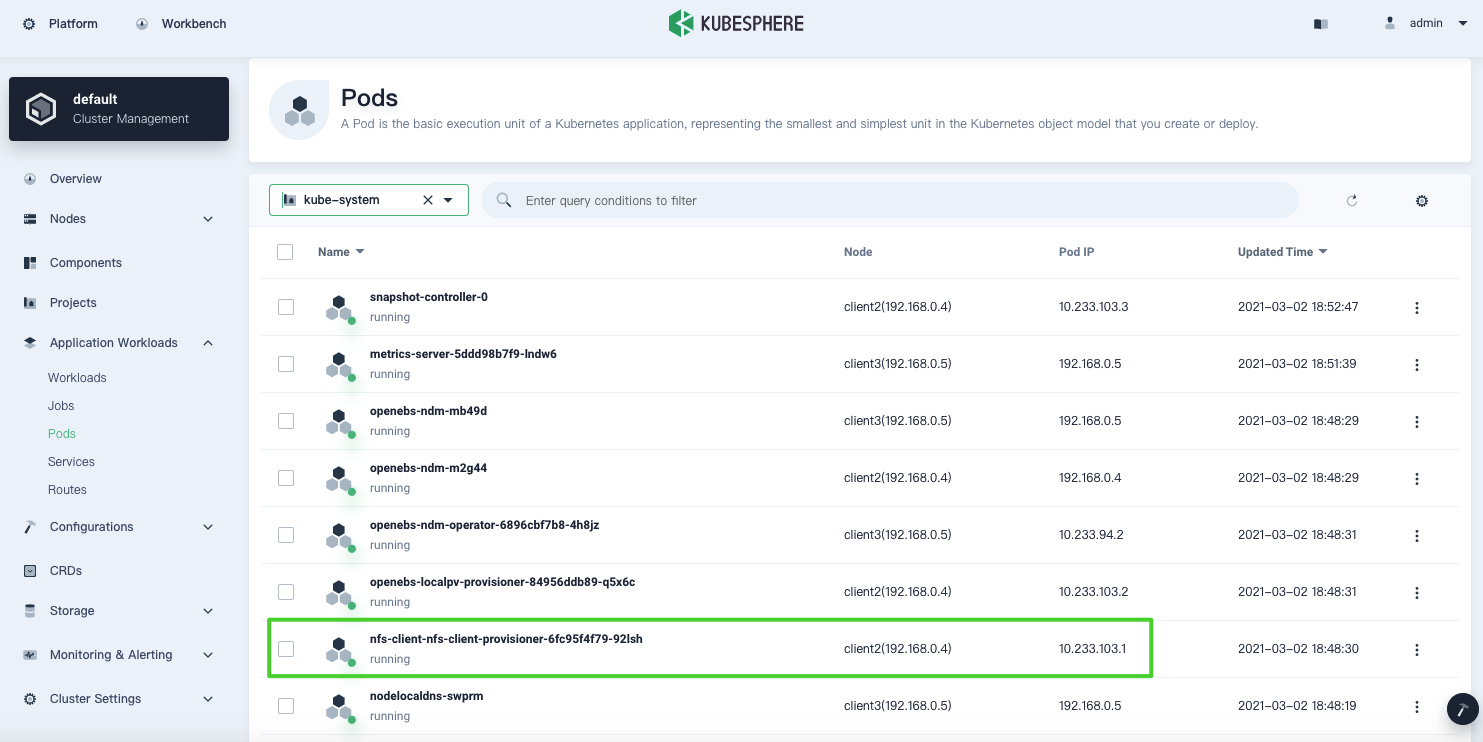 Platform
Workbench
KUBESPHERE
admin
default
Cluster Management
Overview
Nodes
Components
Projects
Application Workloads
Workloads
Jobs
Pods
Services
Routes
Configurations
CRDs
Storage
Monitoring & Alerting
Cluster Settings
Pods
A Pod is the basic execution unit of a Kubernetes application, representing the smallest and simplest unit in the Kubernetes object model that you create or deploy.
kube-system
Enter query conditions to filter
Name Node Pod IP Updated Time
snapshot-controller-0
running
client2(192.168.0.4) 10.233.103.3 2021-03-02 18:52:47
metrics-server-5ddd98b7f9-lndw6
running
client3(192.168.0.5) 192.168.0.5 2021-03-02 18:51:39
openebs-ndm-mb49d
running
client3(192.168.0.5) 192.168.0.5 2021-03-02 18:48:29
openebs-ndm-m2g44
running
client2(192.168.0.4) 192.168.0.4 2021-03-02 18:48:29
openebs-ndm-operator-6896cbf7b8-4h8jz
running
client3(192.168.0.5) 10.233.94.2 2021-03-02 18:48:31
openebs-localpv-provisioner-84956ddb89-q5x6c
running
client2(192.168.0.4) 10.233.103.2 2021-03-02 18:48:31
nfs-client-nfs-client-provisioner-6fc95f4f79-92lsh
running
client2(192.168.0.4) 10.233.103.1 2021-03-02 18:48:30
nodelocaldns-swprm
running
client3(192.168.0.5) 192.168.0.5 2021-03-02 18:48:19